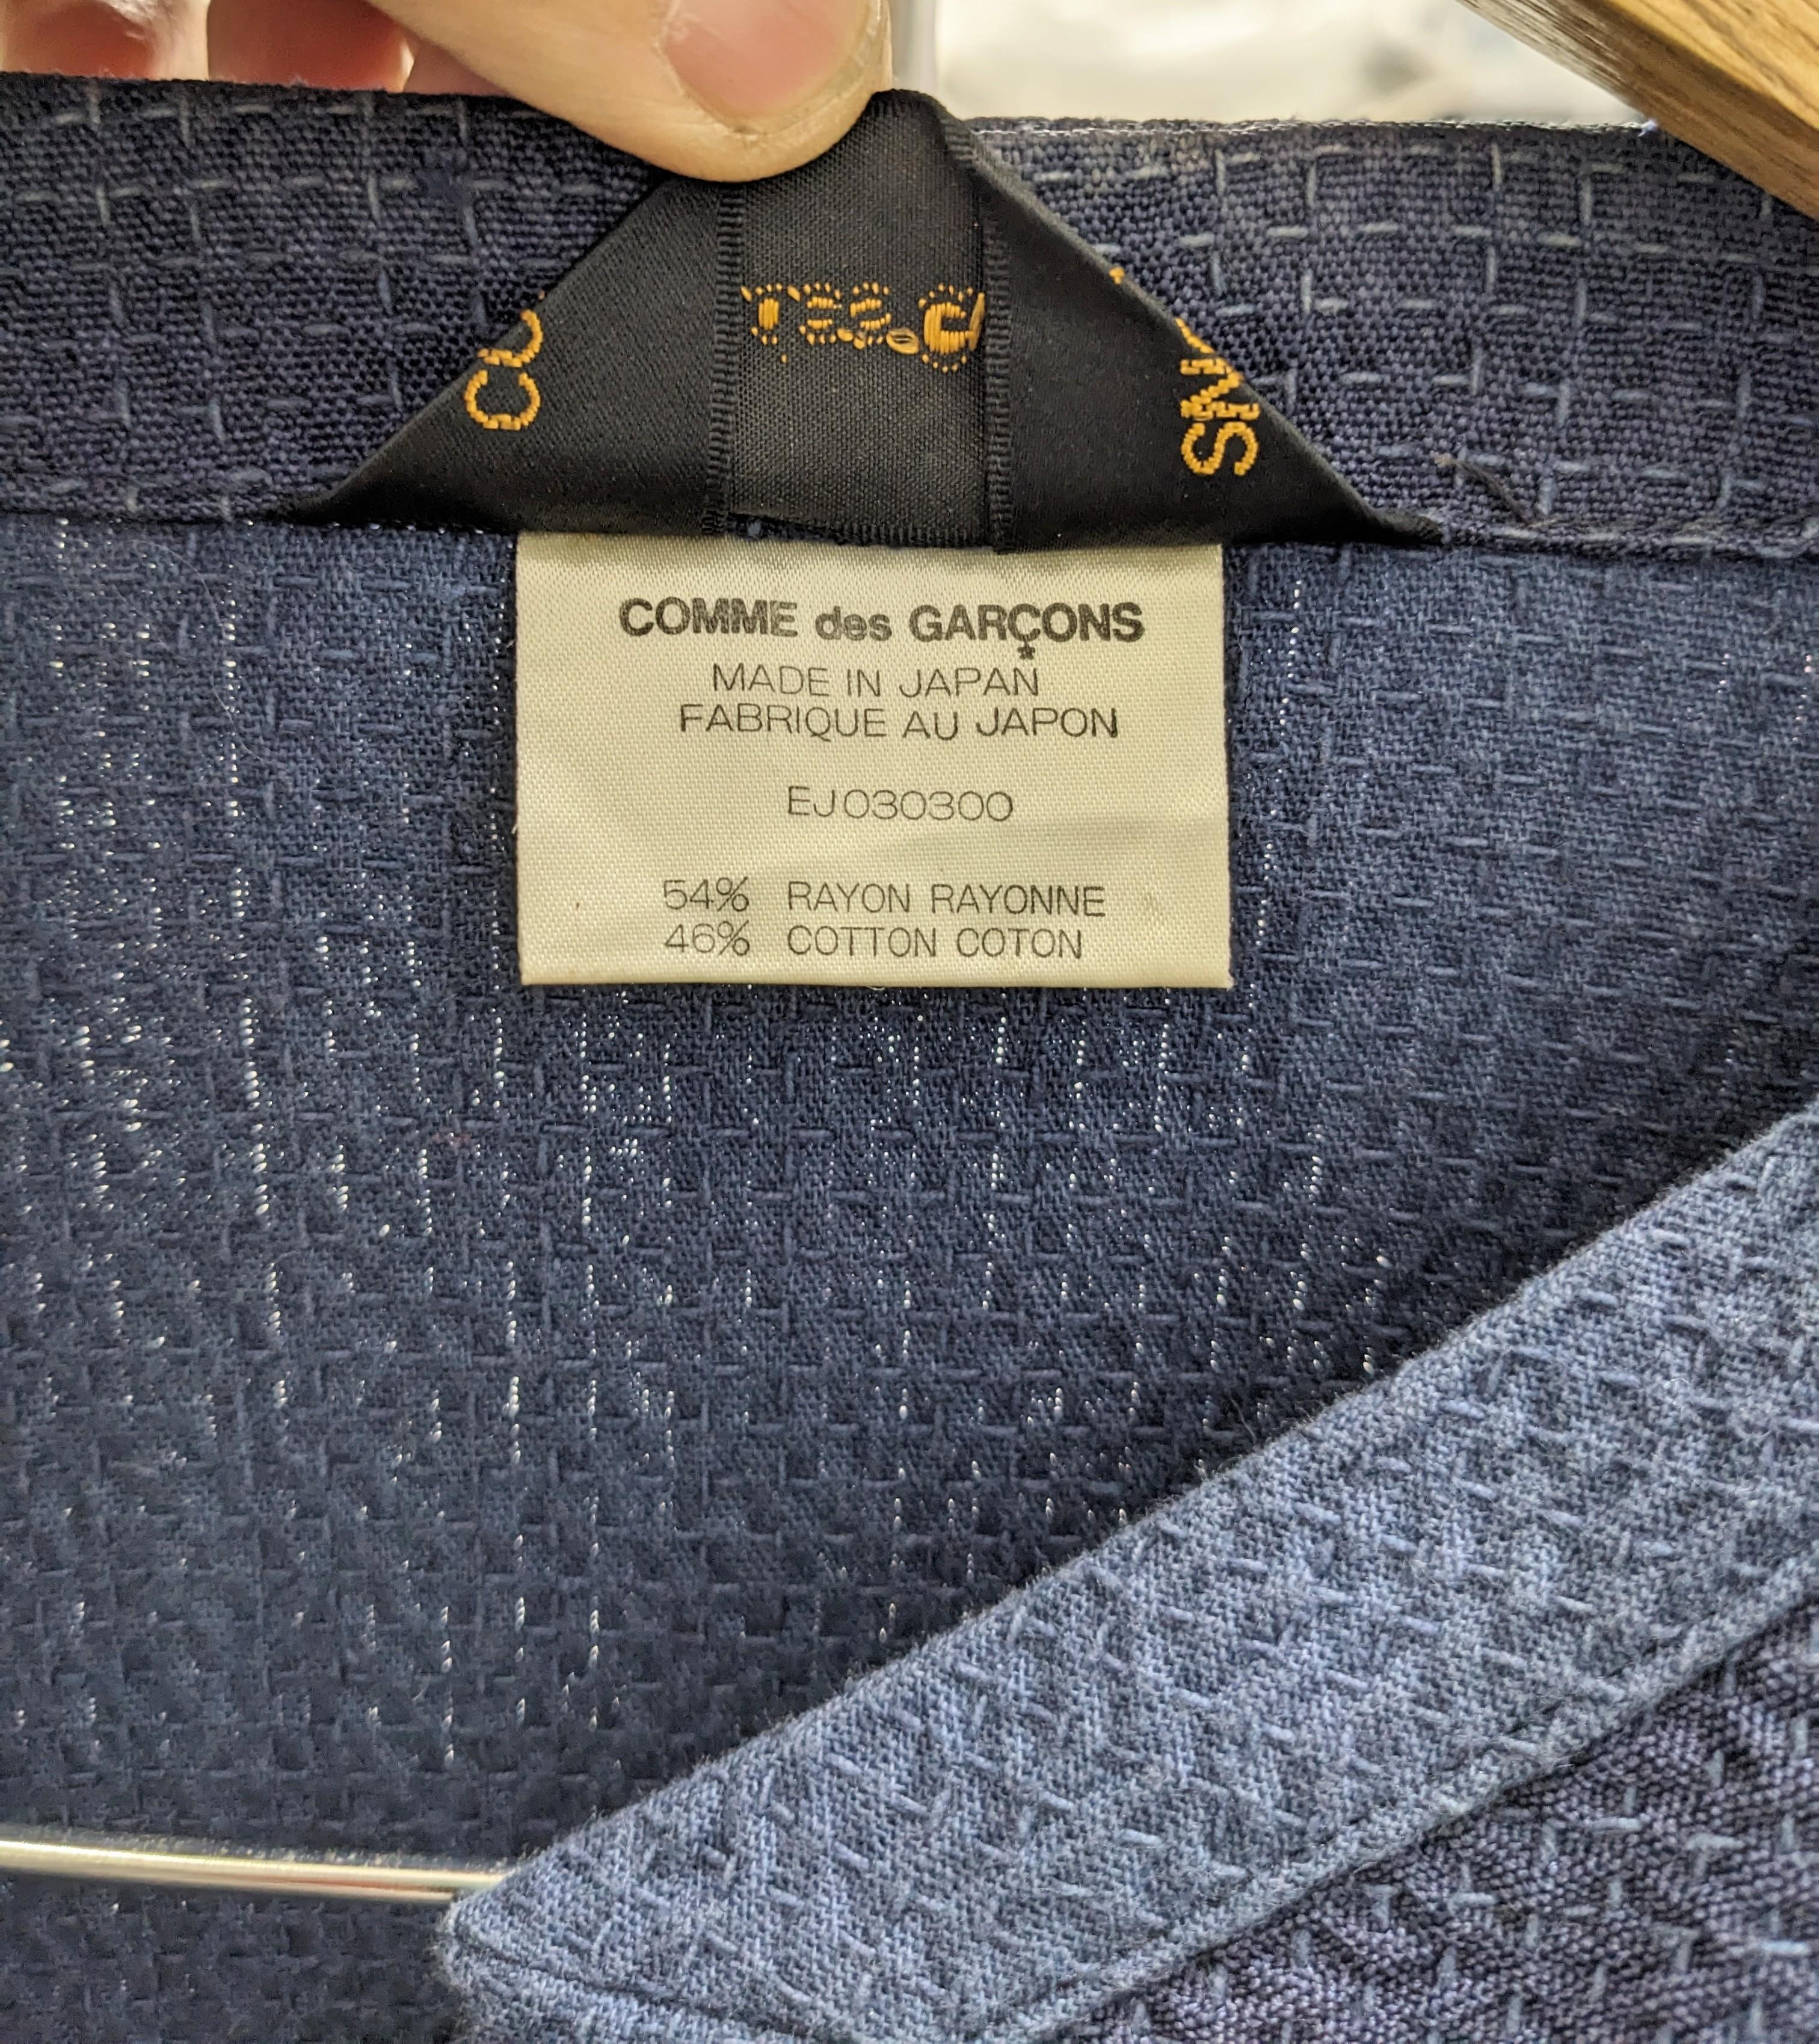 COMME des GARÇONS
MADE IN JAPAN
FABRIQUE AU JAPON
EJ030300
54% RAYON RAYONNE
46% COTTON COTON